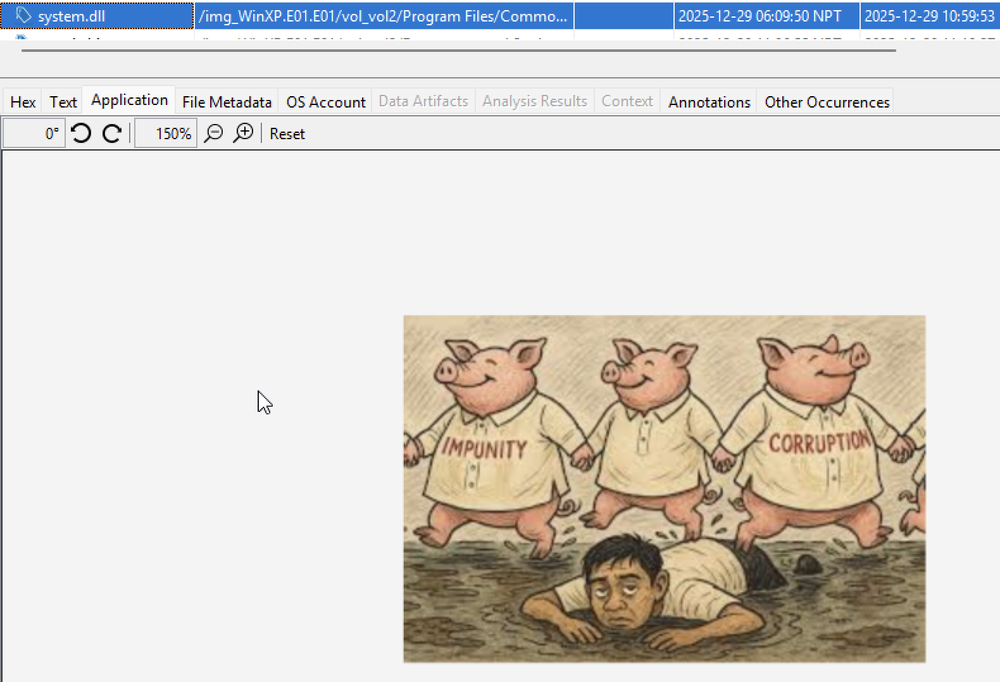 system.dll /img_WinXP.E01.E01/vol_vol2/Program Files/Commo... 2025-12-29 06:09:50 NPT 2025-12-29 10:59:53
Hex Text Application File Metadata OS Account Data Artifacts Analysis Results Context Annotations Other Occurrences
0° 150% Reset
IMPUNITY CORRUPTION